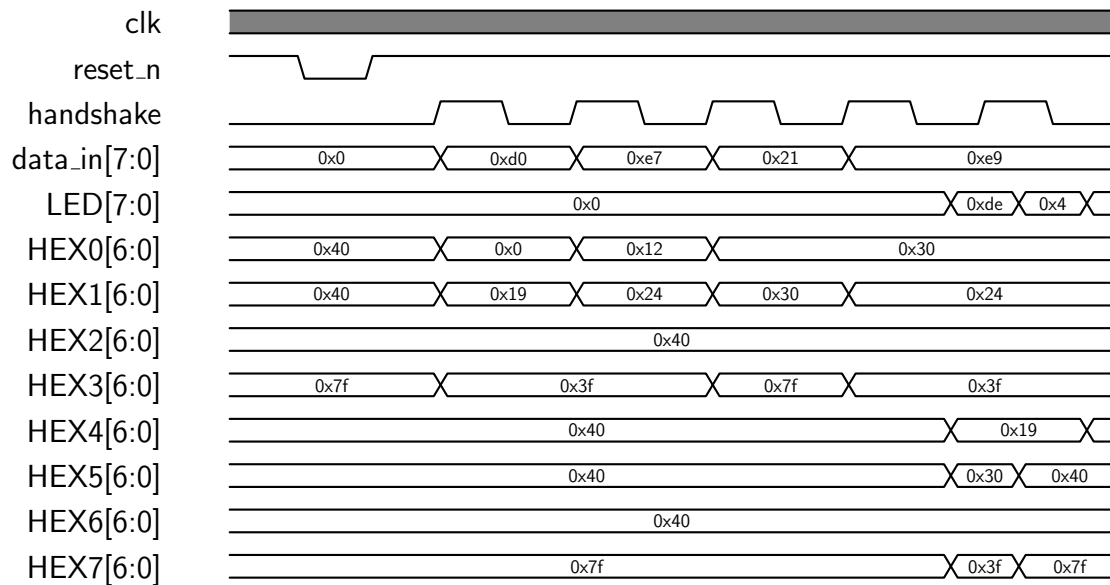 clk
reset_n
handshake
data_in[7:0] 0x0 0xd0 0xe7 0x21 0xe9
LED[7:0] 0x0 0xde 0x4
HEX0[6:0] 0x40 0x0 0x12 0x30
HEX1[6:0] 0x40 0x19 0x24 0x30 0x24
HEX2[6:0] 0x40
HEX3[6:0] 0x7f 0x3f 0x7f 0x3f
HEX4[6:0] 0x40 0x19
HEX5[6:0] 0x40 0x30 0x40
HEX6[6:0] 0x40
HEX7[6:0] 0x7f 0x3f 0x7f